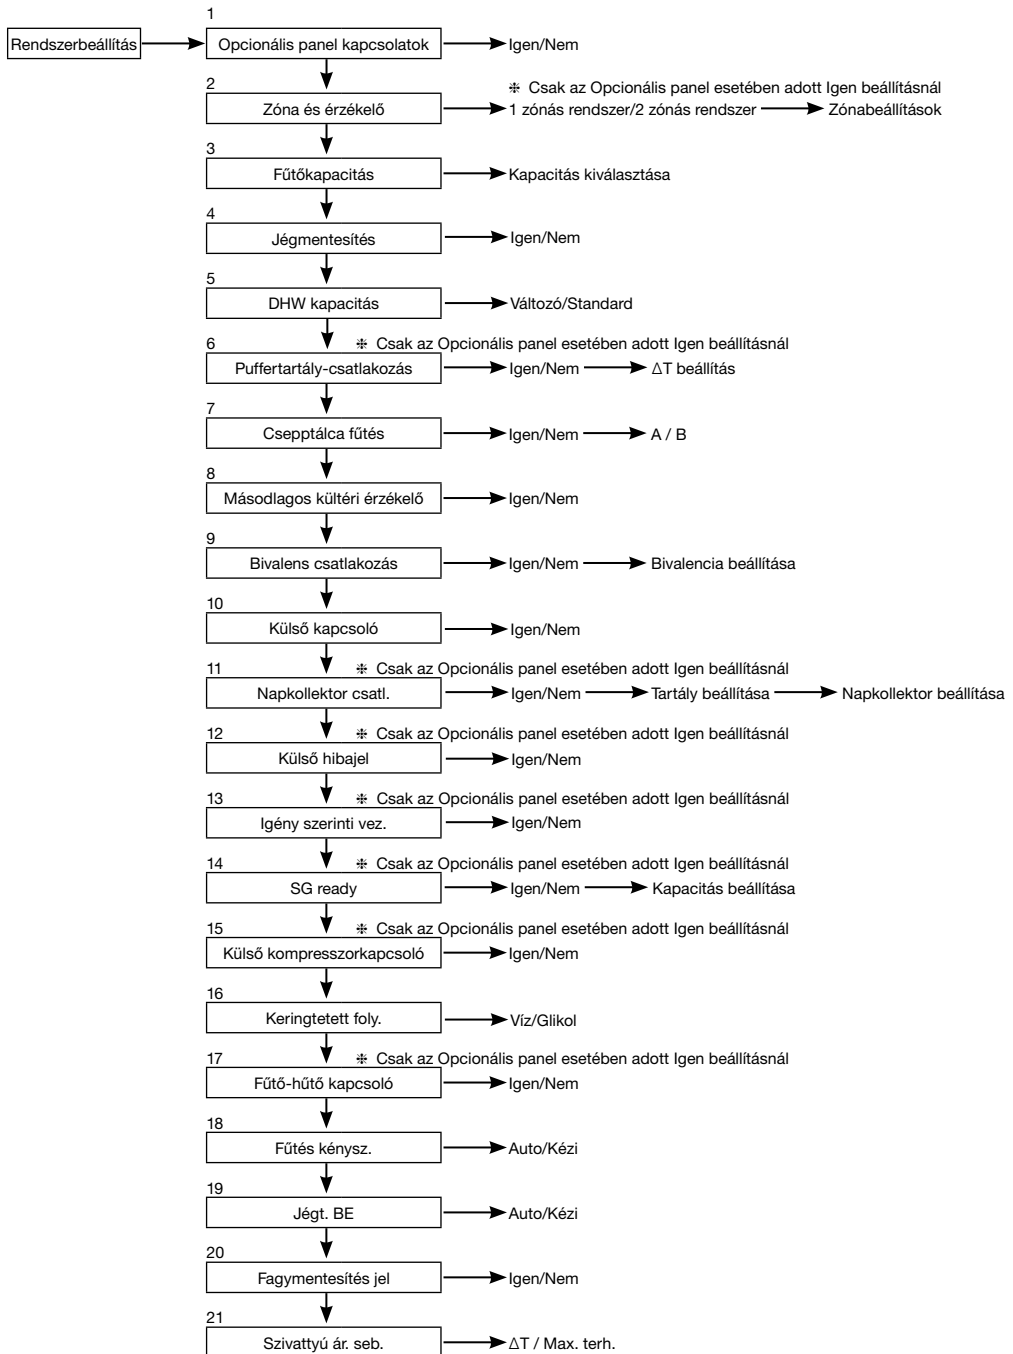 1
Rendszerbeállítás Opcionális panel kapcsolatok Igen/Nem
2
❈ Csak az Opcionális panel esetében adott Igen beállításnál
Zóna és érzékelő 1 zónás rendszer/2 zónás rendszer Zónabeállítások
3
Fűtőkapacitás Kapacitás kiválasztása
4
Jégmentesítés Igen/Nem
5
DHW kapacitás Változó/Standard
6 ❈ Csak az Opcionális panel esetében adott Igen beállításnál
Puffertartály-csatlakozás Igen/Nem ΔT beállítás
7
Csepptálca fűtés Igen/Nem A / B
8
Másodlagos kültéri érzékelő Igen/Nem
9
Bivalens csatlakozás Igen/Nem Bivalencia beállítása
10
Külső kapcsoló Igen/Nem
11 ❈ Csak az Opcionális panel esetében adott Igen beállításnál
Napkollektor csatl. Igen/Nem Tartály beállítása Napkollektor beállítása
12 ❈ Csak az Opcionális panel esetében adott Igen beállításnál
Külső hibajel Igen/Nem
13 ❈ Csak az Opcionális panel esetében adott Igen beállításnál
Igény szerinti vez. Igen/Nem
14 ❈ Csak az Opcionális panel esetében adott Igen beállításnál
SG ready Igen/Nem Kapacitás beállítása
15 ❈ Csak az Opcionális panel esetében adott Igen beállításnál
Külső kompresszorkapcsoló Igen/Nem
16
Keringtetett foly. Víz/Glikol
17 ❈ Csak az Opcionális panel esetében adott Igen beállításnál
Fűtő-hűtő kapcsoló Igen/Nem
18
Fűtés kénysz. Auto/Kézi
19
Jégt. BE Auto/Kézi
20
Fagymentesítés jel Igen/Nem
21
Szivattyú ár. seb. ΔT / Max. terh.